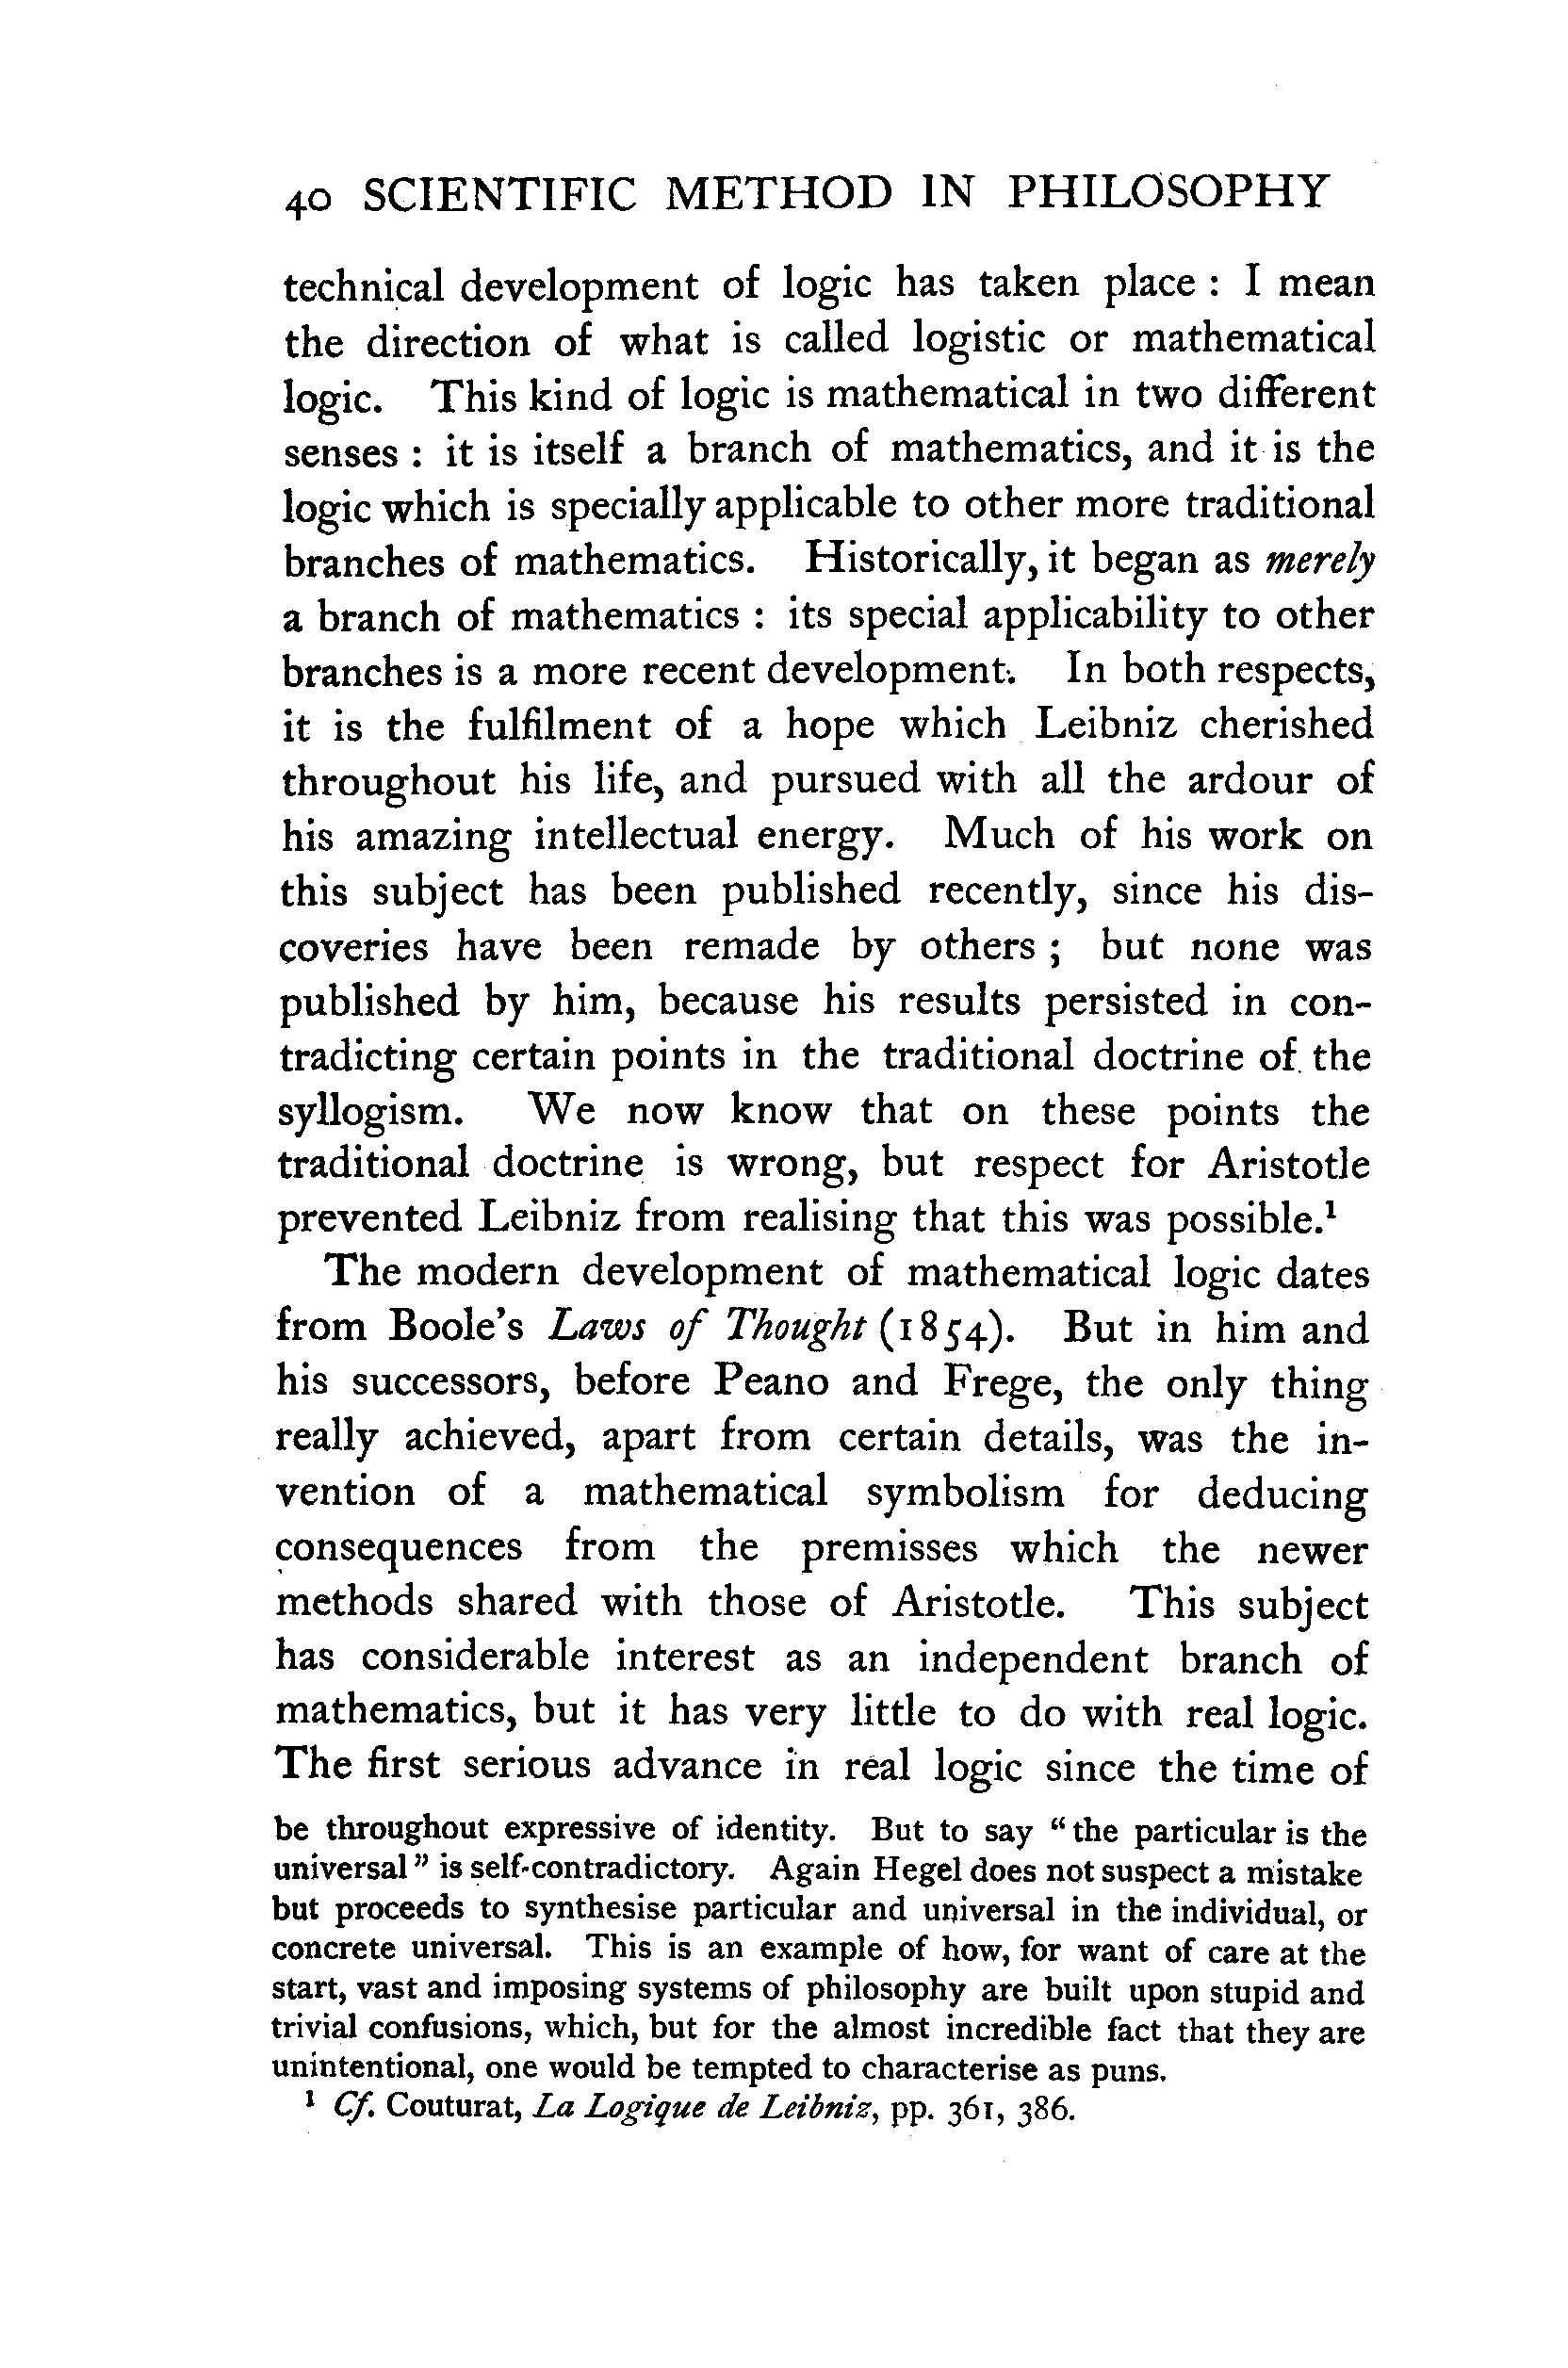 40 SCIENTIFIC METHOD IN PHILOSOPHY
technical development of logic has taken place : I mean
the direction of what is called logistic or mathematical
logic. This kind of logic is mathematical in two different
senses : it is itself a branch of mathematics, and it is the
logic which is specially applicable to other more traditional
branches of mathematics. Historically, it began as merely
a branch of mathematics : its special applicability to other
branches is a more recent development. In both respects,
it is the fulfilment of a hope which Leibniz cherished
throughout his life, and pursued with all the ardour of
his amazing intellectual energy. Much of his work on
this subject has been published recently, since his dis-
coveries have been remade by others ; but none was
published by him, because his results persisted in con-
tradicting certain points in the traditional doctrine of the
syllogism. We now know that on these points the
traditional doctrine is wrong, but respect for Aristotle
prevented Leibniz from realising that this was possible.¹
The modern development of mathematical logic dates
from Boole's Laws of Thought (1854). But in him and
his successors, before Peano and Frege, the only thing
really achieved, apart from certain details, was the in-
vention of a mathematical symbolism for deducing
consequences from the premisses which the newer
methods shared with those of Aristotle. This subject
has considerable interest as an independent branch of
mathematics, but it has very little to do with real logic.
The first serious advance in real logic since the time of
be throughout expressive of identity. But to say “the particular is the
universal” is self-contradictory. Again Hegel does not suspect a mistake
but proceeds to synthesise particular and universal in the individual, or
concrete universal. This is an example of how, for want of care at the
start, vast and imposing systems of philosophy are built upon stupid and
trivial confusions, which, but for the almost incredible fact that they are
unintentional, one would be tempted to characterise as puns.
¹ Cf. Couturat, La Logique de Leibniz, pp. 361, 386.